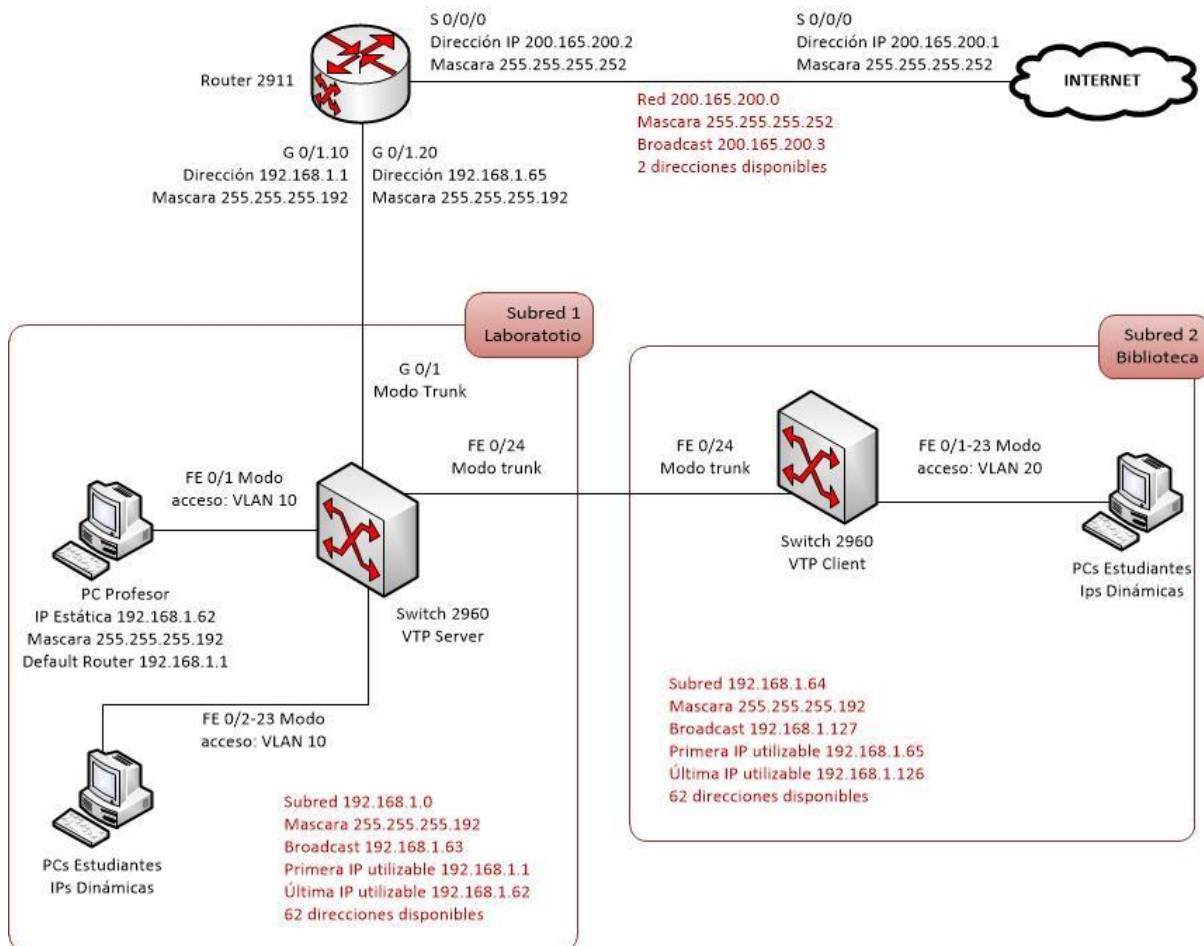 S 0/0/0
Dirección IP 200.165.200.2
Mascara 255.255.255.252
S 0/0/0
Dirección IP 200.165.200.1
Mascara 255.255.255.252
Router 2911
INTERNET
Red 200.165.200.0
Mascara 255.255.255.252
Broadcast 200.165.200.3
2 direcciones disponibles
G 0/1.10
Dirección 192.168.1.1
Mascara 255.255.255.192
G 0/1.20
Dirección 192.168.1.65
Mascara 255.255.255.192
Subred 1
Laboratotio
Subred 2
Biblioteca
G 0/1
Modo Trunk
FE 0/24
Modo trunk
FE 0/24
Modo trunk
FE 0/1-23 Modo
acceso: VLAN 20
FE 0/1 Modo
acceso: VLAN 10
PC Profesor
IP Estática 192.168.1.62
Mascara 255.255.255.192
Default Router 192.168.1.1
Switch 2960
VTP Server
Switch 2960
VTP Client
PCs Estudiantes
Ips Dinámicas
FE 0/2-23 Modo
acceso: VLAN 10
PCs Estudiantes
IPs Dinámicas
Subred 192.168.1.0
Mascara 255.255.255.192
Broadcast 192.168.1.63
Primera IP utilizable 192.168.1.1
Última IP utilizable 192.168.1.62
62 direcciones disponibles
Subred 192.168.1.64
Mascara 255.255.255.192
Broadcast 192.168.1.127
Primera IP utilizable 192.168.1.65
Última IP utilizable 192.168.1.126
62 direcciones disponibles